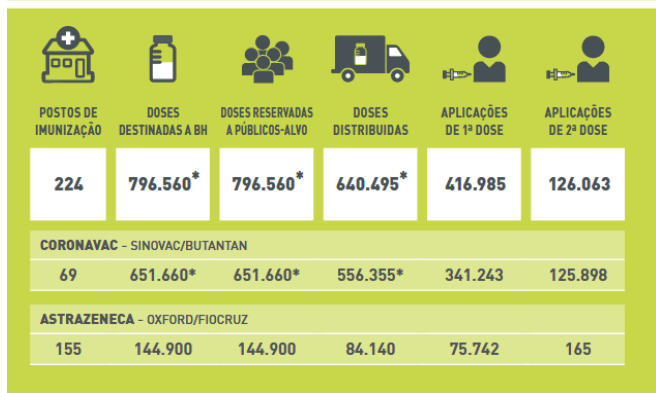 POSTOS DE IMUNIZAÇÃO
DOSES DESTINADAS A BH
DOSES RESERVADAS A PÚBLICOS-ALVO
DOSES DISTRIBUIDAS
APLICAÇÕES DE 1ª DOSE
APLICAÇÕES DE 2ª DOSE
224 796.560* 796.560* 640.495* 416.985 126.063
CORONAVAC - SINOVAC/BUTANTAN
69 651.660* 651.660* 556.355* 341.243 125.898
ASTRAZENECA - OXFORD/FIOCRUZ
155 144.900 144.900 84.140 75.742 165